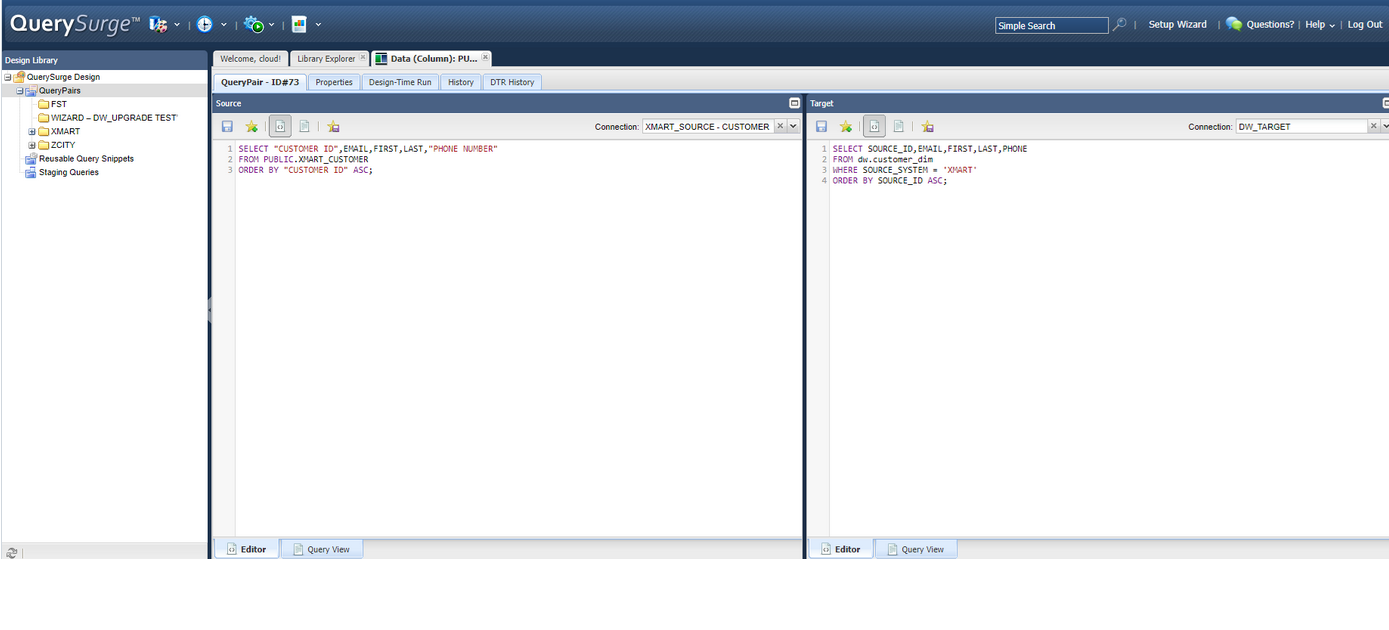 QuerySurge™
Simple Search
Setup Wizard
Questions?
Help
Log Out
Design Library
QuerySurge Design
QueryPairs
FST
WIZARD – DW_UPGRADE TEST'
XMART
ZCITY
Reusable Query Snippets
Staging Queries
Welcome, cloud!
Library Explorer
Data (Column): PU...
QueryPair - ID#73
Properties
Design-Time Run
History
DTR History
Source
Connection: XMART_SOURCE - CUSTOMER
1 SELECT "CUSTOMER ID",EMAIL,FIRST,LAST,"PHONE NUMBER"
2 FROM PUBLIC.XMART_CUSTOMER
3 ORDER BY "CUSTOMER ID" ASC;
Editor
Query View
Target
Connection: DW_TARGET
1 SELECT SOURCE_ID,EMAIL,FIRST,LAST,PHONE
2 FROM dw.customer_dim
3 WHERE SOURCE_SYSTEM = 'XMART'
4 ORDER BY SOURCE_ID ASC;
Editor
Query View